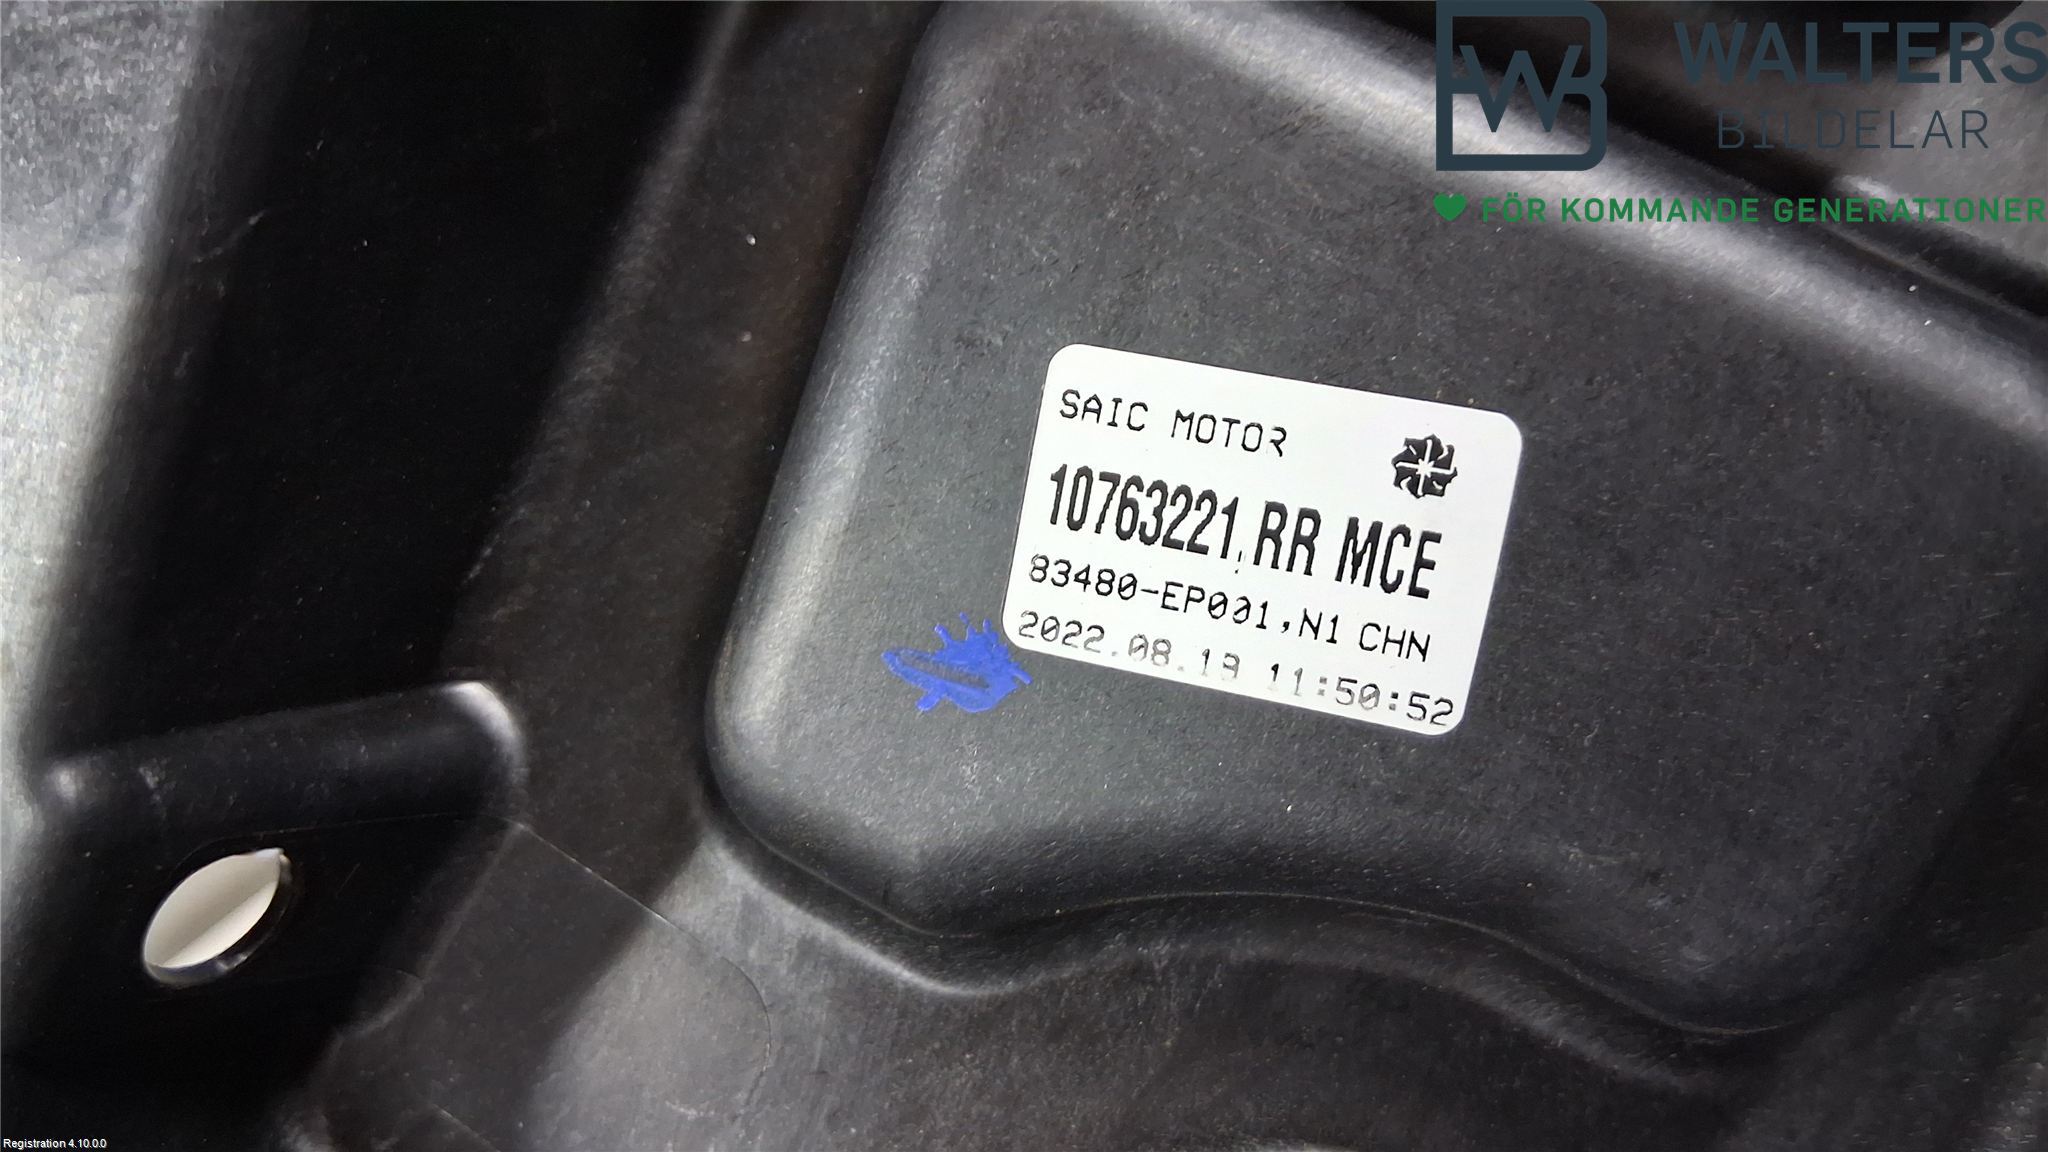 WALTERS
BILDELAR
FÖR KOMMANDE GENERATIONER
SAIC MOTOR
10763221,RR MCE
83480-EP001,N1 CHN
2022.08.13 11:50:52
Registration 4.10.0.0